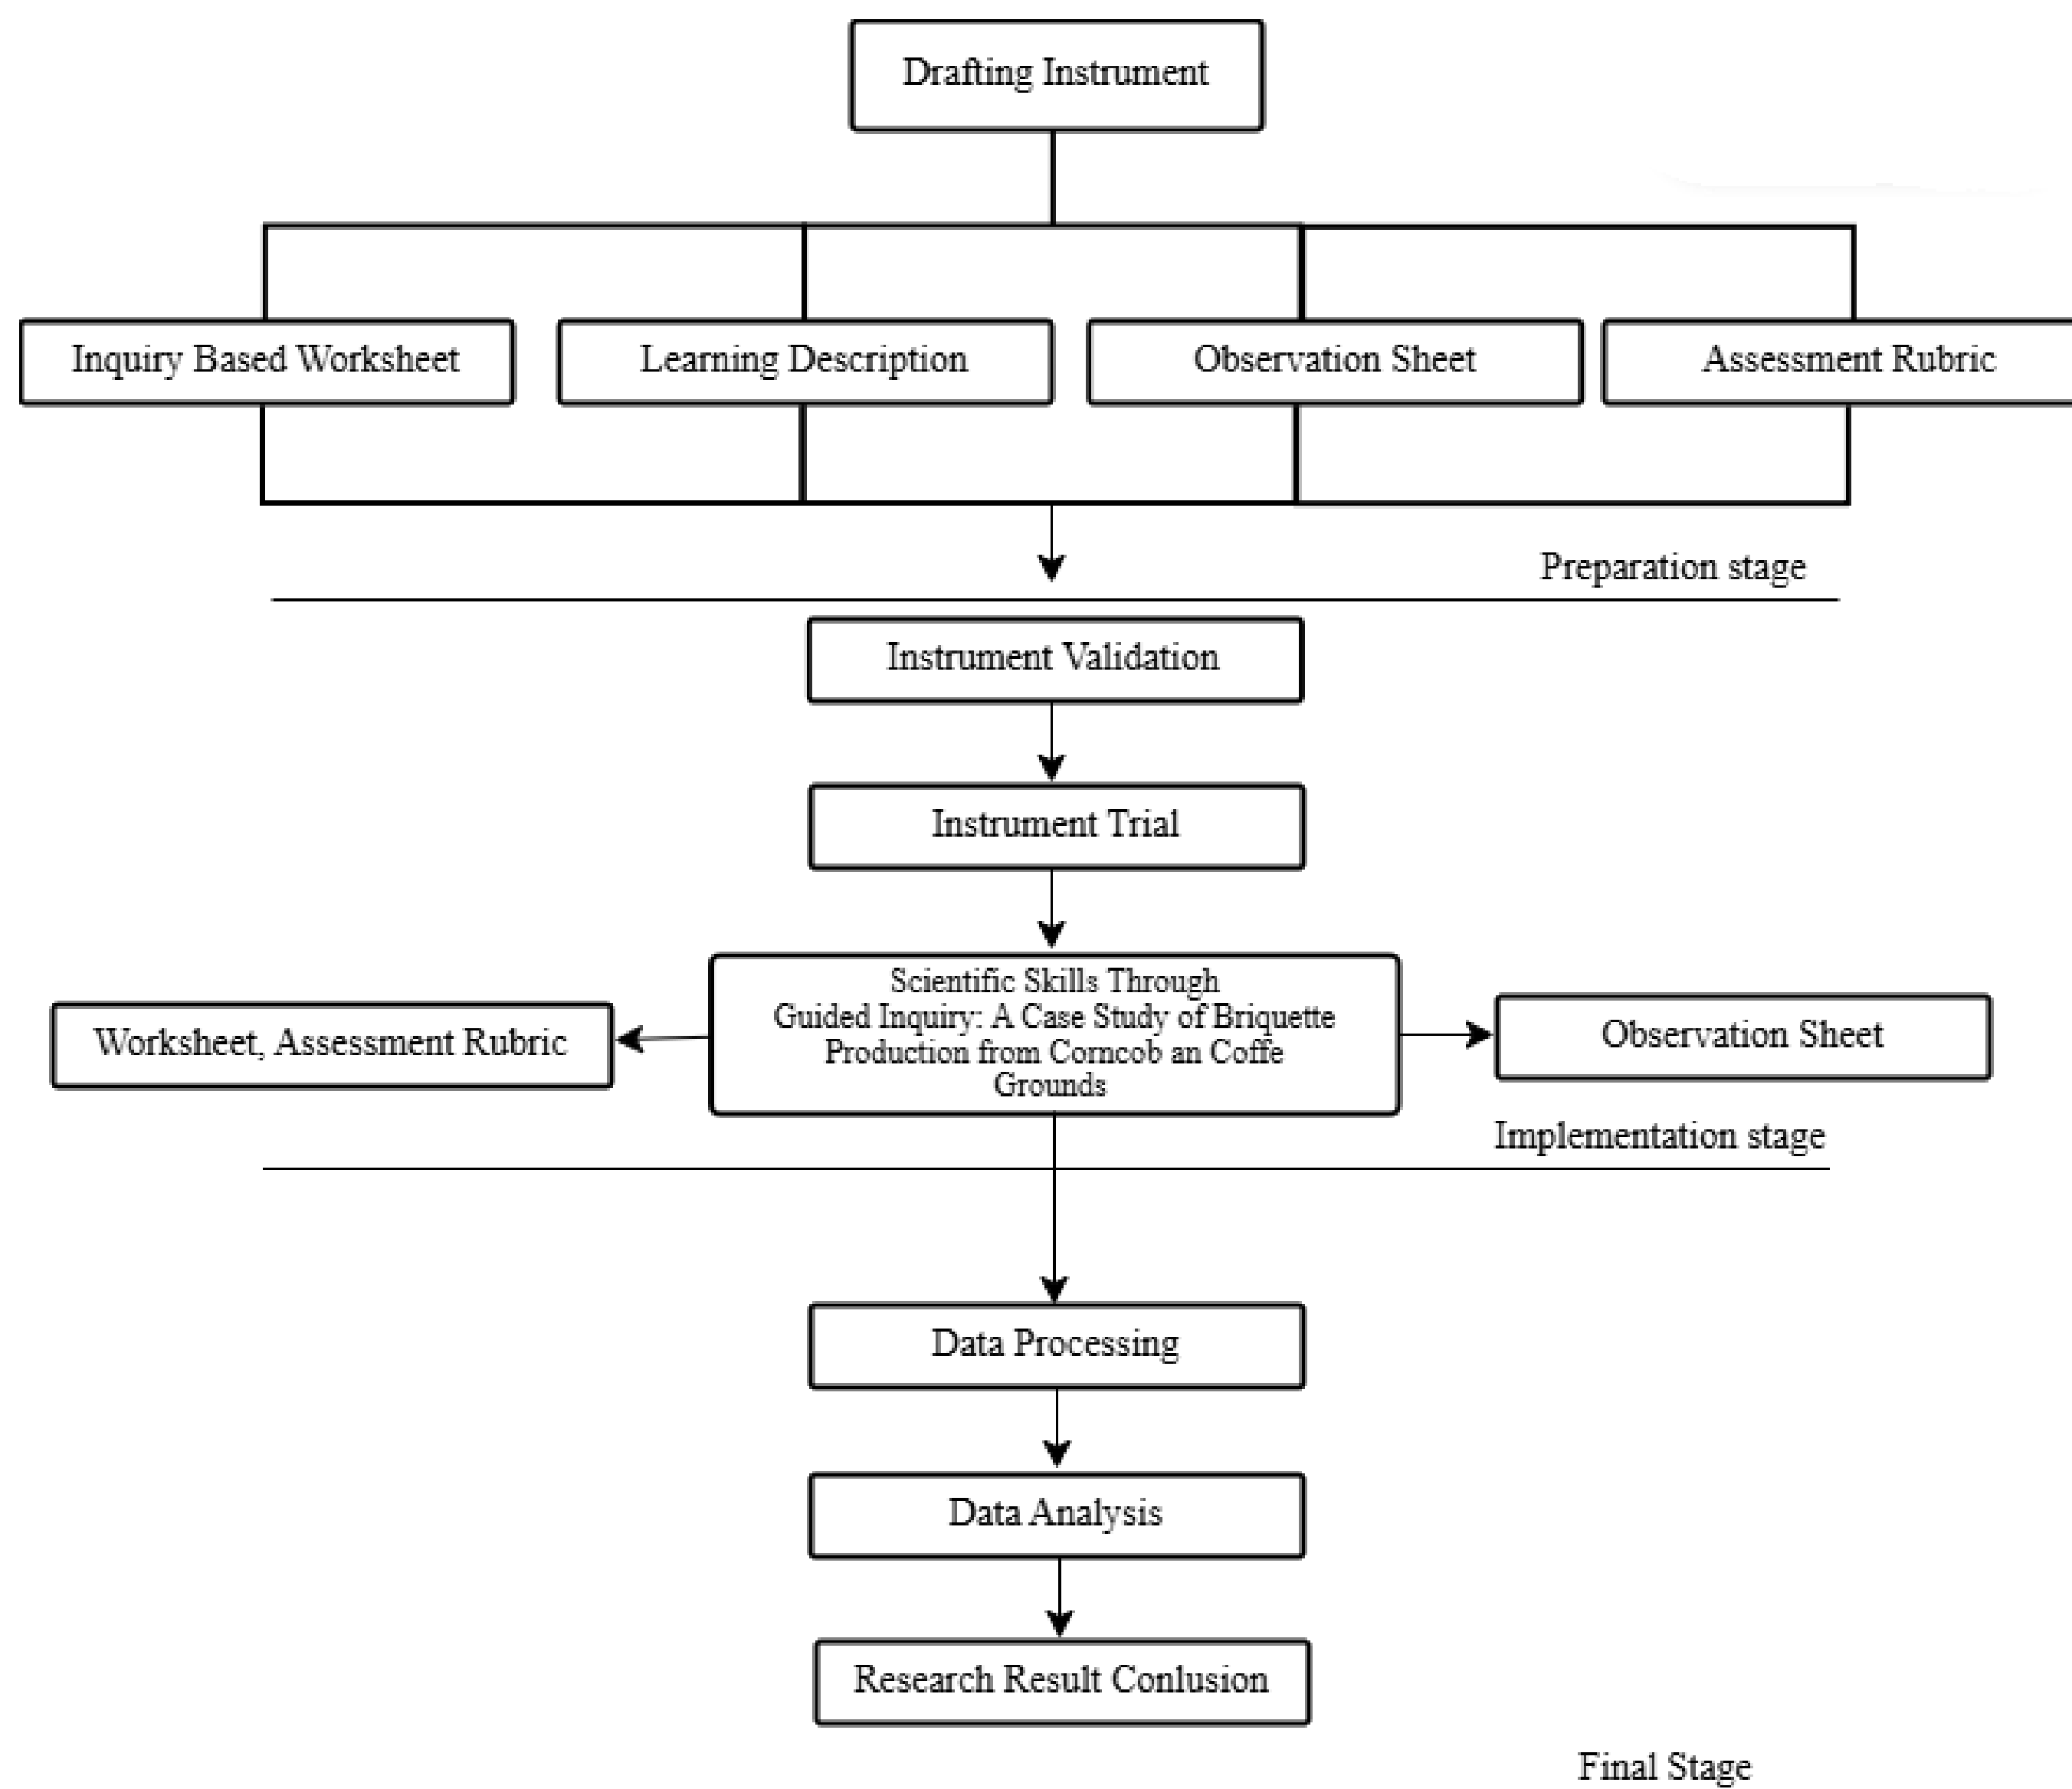 Drafting Instrument
Inquiry Based Worksheet
Learning Description
Observation Sheet
Assessment Rubric
Preparation stage
Instrument Validation
Instrument Trial
Scientific Skills Through
Guided Inquiry: A Case Study of Briquette
Production from Corncob an Coffe
Grounds
Worksheet, Assessment Rubric
Observation Sheet
Implementation stage
Data Processing
Data Analysis
Research Result Conlusion
Final Stage